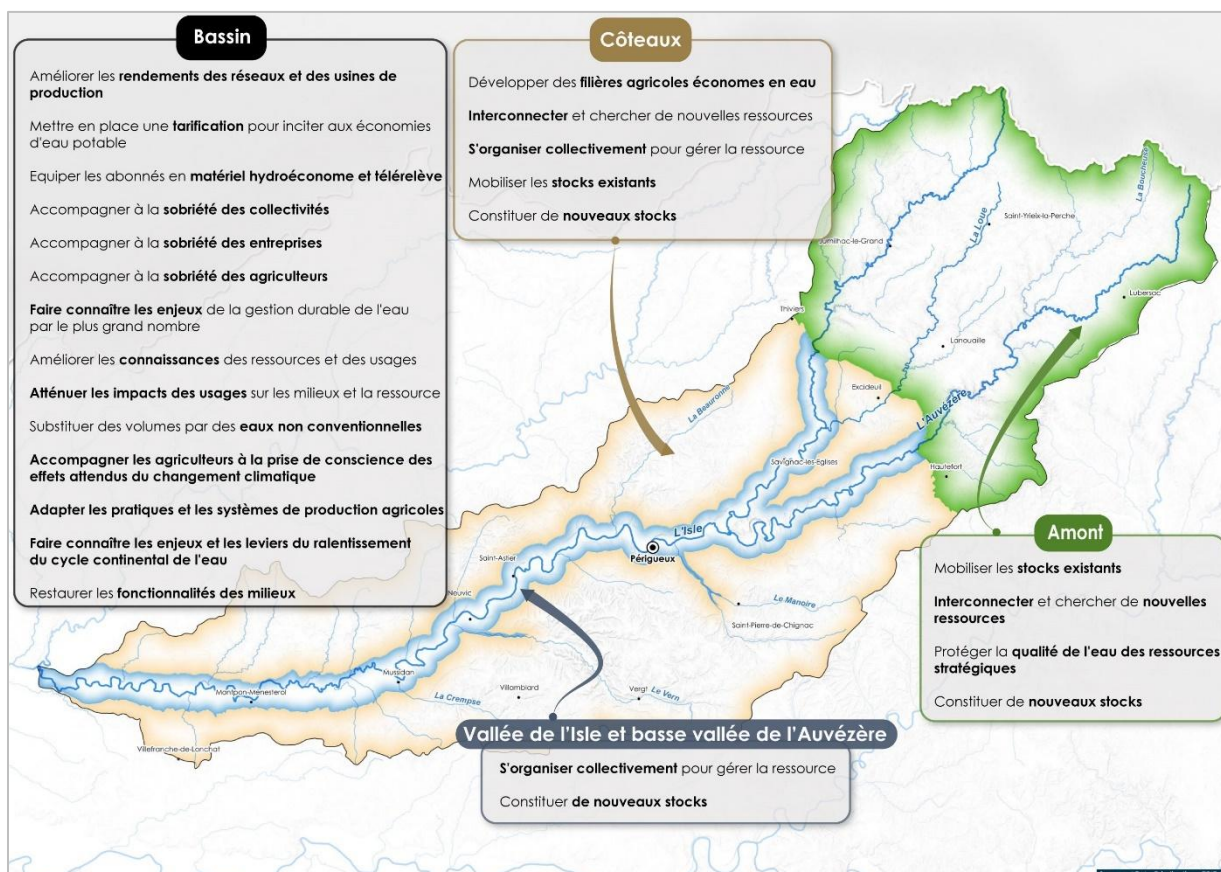 Bassin
Améliorer les rendements des réseaux et des usines de
production
Mettre en place une tarification pour inciter aux économies
d'eau potable
Equiper les abonnés en matériel hydroéconome et télérelève
Accompagner à la sobriété des collectivités
Accompagner à la sobriété des entreprises
Accompagner à la sobriété des agriculteurs
Faire connaître les enjeux de la gestion durable de l'eau
par le plus grand nombre
Améliorer les connaissances des ressources et des usages
Atténuer les impacts des usages sur les milieux et la ressource
Substituer des volumes par des eaux non conventionnelles
Accompagner les agriculteurs à la prise de conscience des
effets attendus du changement climatique
Adapter les pratiques et les systèmes de production agricoles
Faire connaître les enjeux et les leviers du ralentissement
du cycle continental de l'eau
Restaurer les fonctionnalités des milieux
Côteaux
Développer des filières agricoles économes en eau
Interconnecter et chercher de nouvelles ressources
S'organiser collectivement pour gérer la ressource
Mobiliser les stocks existants
Constituer de nouveaux stocks
La Boucheuse
Saint-Yrieix-la-Perche
La Loue
Jumilhac-le-Grand
Lubersac
Thiviers
Lanouaille
Excideuil
La Beauronne
L'Auvézère
Savignac-les-Eglises
Hautefort
L'Isle
Périgueux
Saint-Astier
Neuvic
Le Manoire
Saint-Pierre-de-Chignac
Mussidan
Montpon-Ménestérol
La Crempse
Villamblard
Vergt
Le Vern
Villefranche-de-Lonchat
Amont
Mobiliser les stocks existants
Interconnecter et chercher de nouvelles
ressources
Protéger la qualité de l'eau des ressources
stratégiques
Constituer de nouveaux stocks
Vallée de l'Isle et basse vallée de l'Auvézère
S'organiser collectivement pour gérer la ressource
Constituer de nouveaux stocks